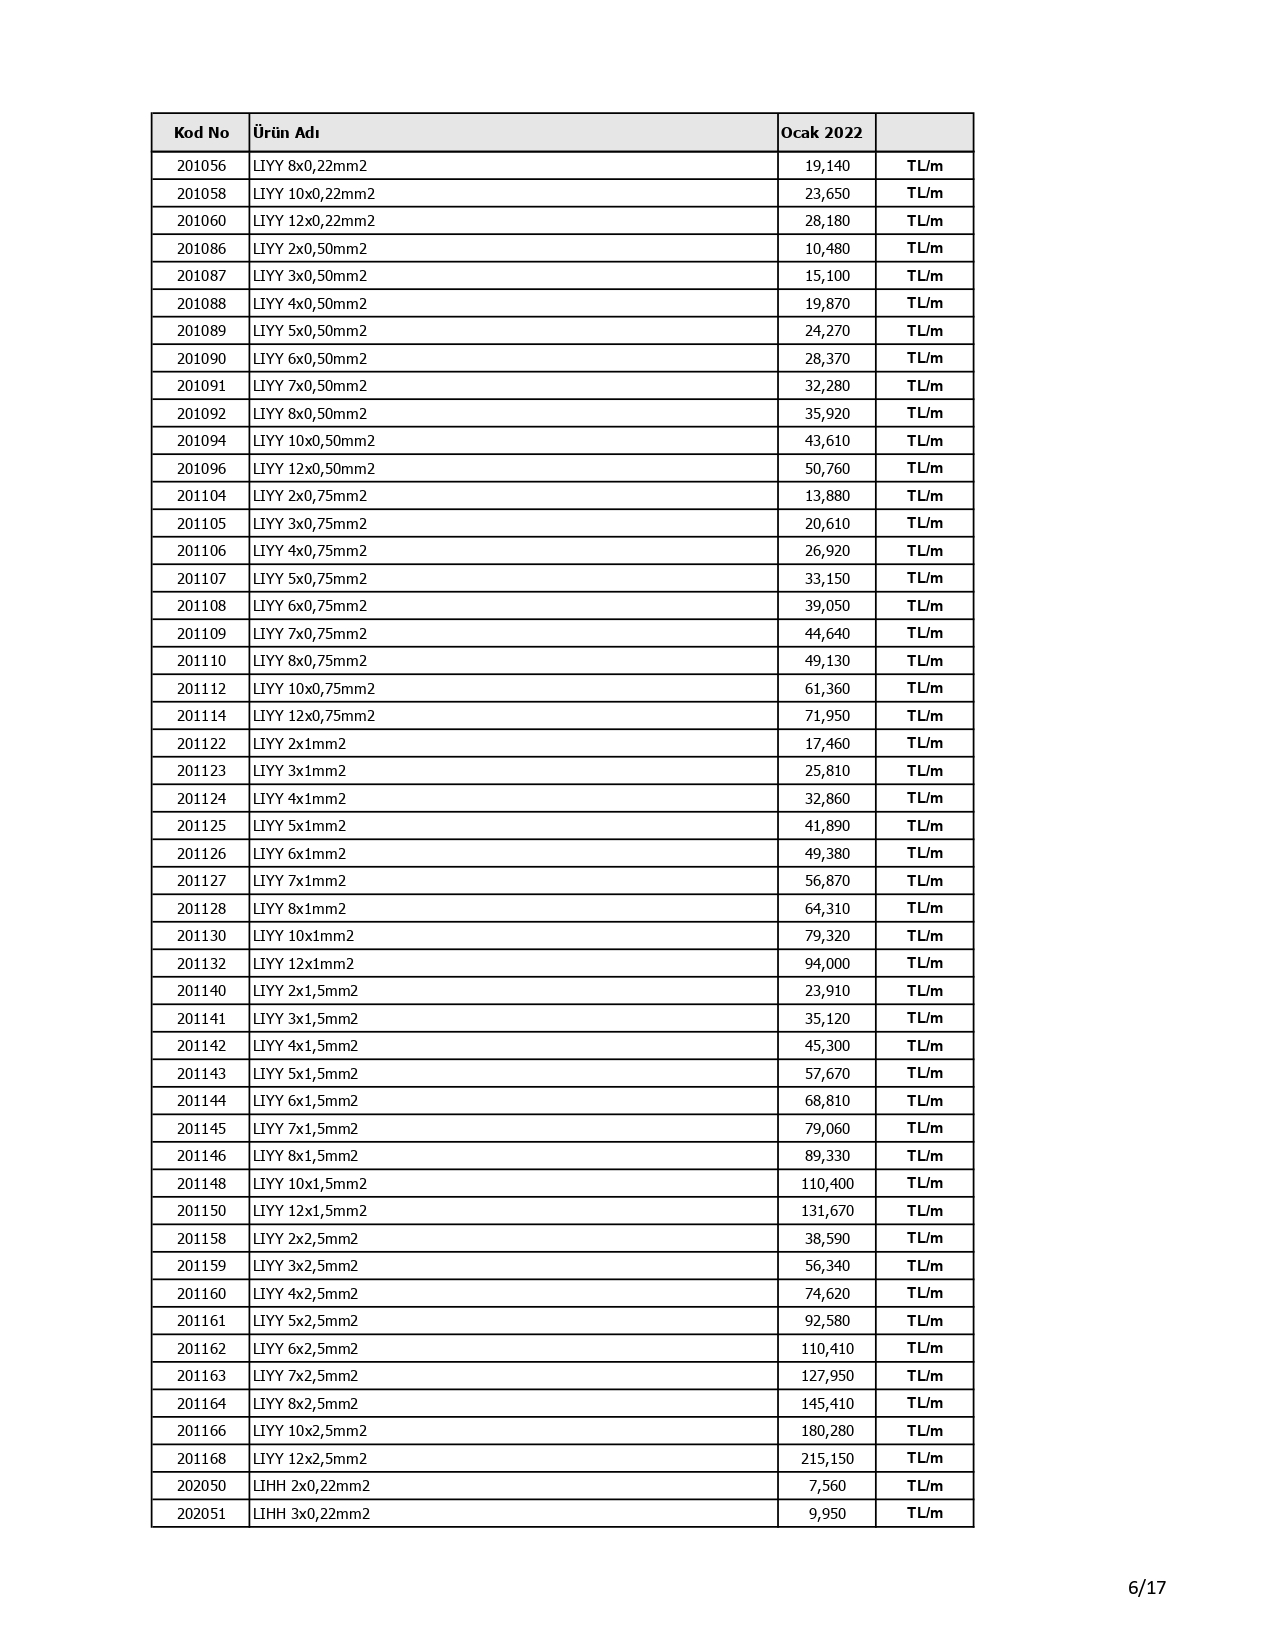 Kod No Ürün Adı Ocak 2022
201056 LIYY 8x0,22mm2 19,140 TL/m
201058 LIYY 10x0,22mm2 23,650 TL/m
201060 LIYY 12x0,22mm2 28,180 TL/m
201086 LIYY 2x0,50mm2 10,480 TL/m
201087 LIYY 3x0,50mm2 15,100 TL/m
201088 LIYY 4x0,50mm2 19,870 TL/m
201089 LIYY 5x0,50mm2 24,270 TL/m
201090 LIYY 6x0,50mm2 28,370 TL/m
201091 LIYY 7x0,50mm2 32,280 TL/m
201092 LIYY 8x0,50mm2 35,920 TL/m
201094 LIYY 10x0,50mm2 43,610 TL/m
201096 LIYY 12x0,50mm2 50,760 TL/m
201104 LIYY 2x0,75mm2 13,880 TL/m
201105 LIYY 3x0,75mm2 20,610 TL/m
201106 LIYY 4x0,75mm2 26,920 TL/m
201107 LIYY 5x0,75mm2 33,150 TL/m
201108 LIYY 6x0,75mm2 39,050 TL/m
201109 LIYY 7x0,75mm2 44,640 TL/m
201110 LIYY 8x0,75mm2 49,130 TL/m
201112 LIYY 10x0,75mm2 61,360 TL/m
201114 LIYY 12x0,75mm2 71,950 TL/m
201122 LIYY 2x1mm2 17,460 TL/m
201123 LIYY 3x1mm2 25,810 TL/m
201124 LIYY 4x1mm2 32,860 TL/m
201125 LIYY 5x1mm2 41,890 TL/m
201126 LIYY 6x1mm2 49,380 TL/m
201127 LIYY 7x1mm2 56,870 TL/m
201128 LIYY 8x1mm2 64,310 TL/m
201130 LIYY 10x1mm2 79,320 TL/m
201132 LIYY 12x1mm2 94,000 TL/m
201140 LIYY 2x1,5mm2 23,910 TL/m
201141 LIYY 3x1,5mm2 35,120 TL/m
201142 LIYY 4x1,5mm2 45,300 TL/m
201143 LIYY 5x1,5mm2 57,670 TL/m
201144 LIYY 6x1,5mm2 68,810 TL/m
201145 LIYY 7x1,5mm2 79,060 TL/m
201146 LIYY 8x1,5mm2 89,330 TL/m
201148 LIYY 10x1,5mm2 110,400 TL/m
201150 LIYY 12x1,5mm2 131,670 TL/m
201158 LIYY 2x2,5mm2 38,590 TL/m
201159 LIYY 3x2,5mm2 56,340 TL/m
201160 LIYY 4x2,5mm2 74,620 TL/m
201161 LIYY 5x2,5mm2 92,580 TL/m
201162 LIYY 6x2,5mm2 110,410 TL/m
201163 LIYY 7x2,5mm2 127,950 TL/m
201164 LIYY 8x2,5mm2 145,410 TL/m
201166 LIYY 10x2,5mm2 180,280 TL/m
201168 LIYY 12x2,5mm2 215,150 TL/m
202050 LIHH 2x0,22mm2 7,560 TL/m
202051 LIHH 3x0,22mm2 9,950 TL/m
6/17